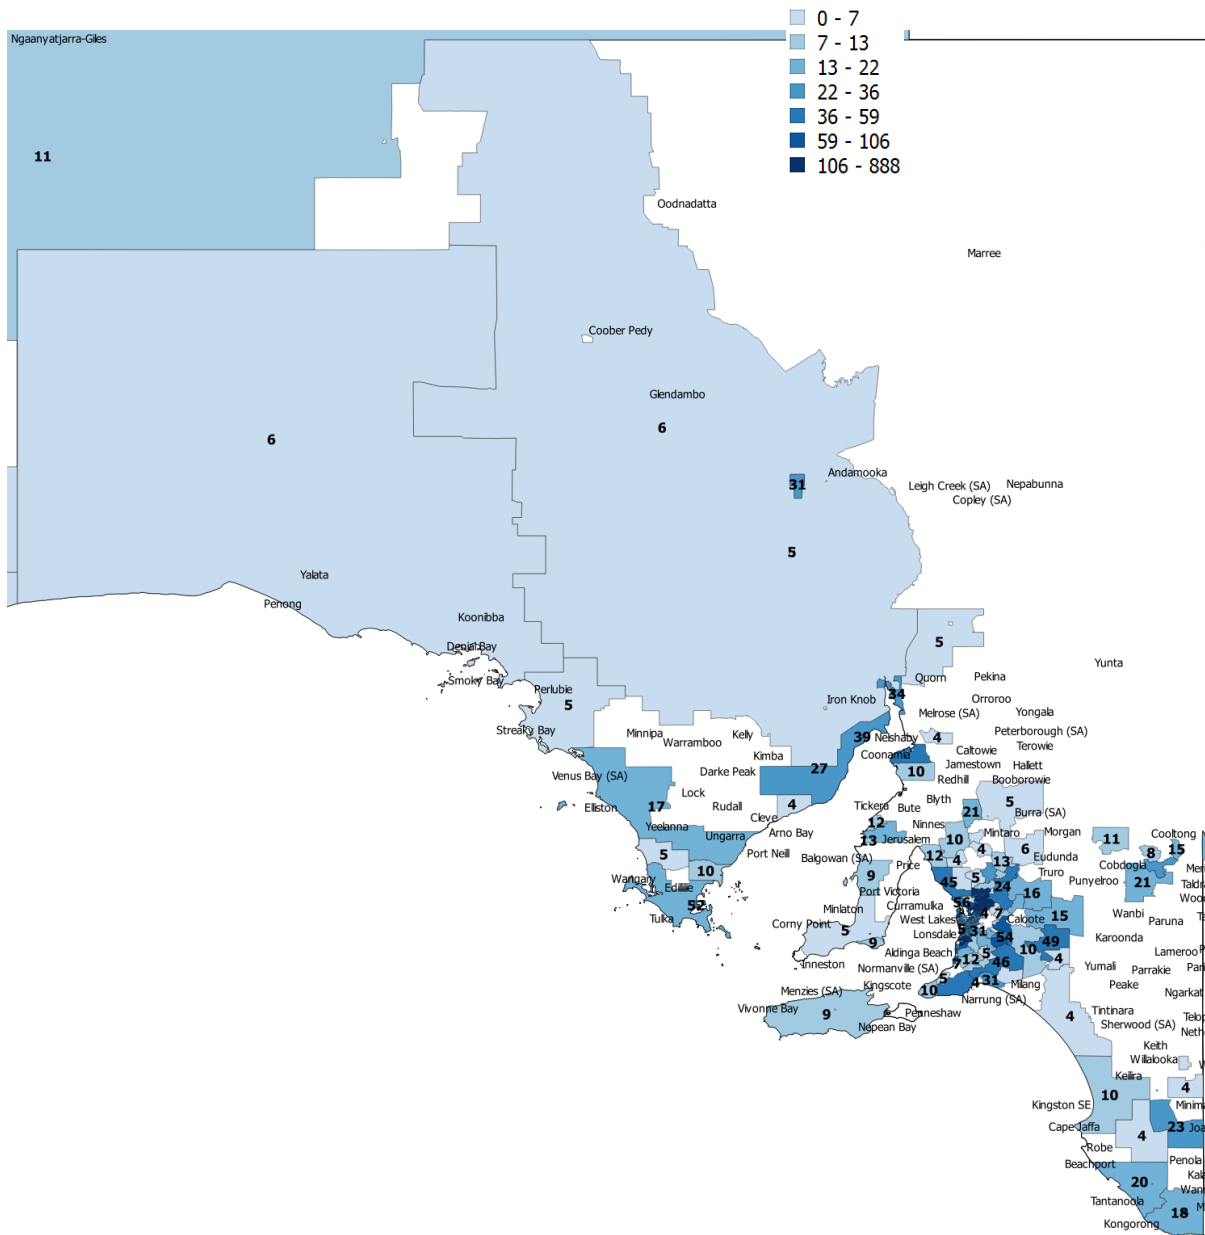 0 - 7
7 - 13
13 - 22
22 - 36
36 - 59
59 - 106
106 - 888
Ngaanyatjarra-Giles
11
Oodnadatta
Marree
Coober Pedy
Glendambo
6
6
Andamooka
31
Leigh Creek (SA)
Nepabunna
Copley (SA)
5
Yalata
Penong
Koonibba
Denial Bay
5
Yunta
Smoky Bay
Quorn
Pekina
Perlubie
34
Iron Knob
Orroroo
5
Melrose (SA)
Yongala
Streaky Bay
Minnipa
Kelly
39
Nelshaby
4
Peterborough (SA)
Warramboo
Terowie
Kimba
Coonamia
Caltowie
Jamestown
Hallett
Venus Bay (SA)
Darke Peak
27
10
Redhill
Booborowie
Lock
Blyth
5
Elliston
17
Rudall
4
Tickera
Bute
21
Burra (SA)
Cleve
Yeelanna
Ungarra
Arno Bay
12
Ninnes
Mintaro
Morgan
Cooltong
13
Jerusalem
10
11
Port Neill
Balgowan (SA)
4
6
15
5
12
4
13
Eudunda
8
Price
Cobdogla
10
9
5
Truro
Wangary
Edillilie
Port Victoria
45
24
Punyelroo
21
16
52
Minlaton
Curramulka
56
Wanbi
Tulka
Corny Point
West Lakes
4
7
Caloote
15
Paruna
5
Lonsdale
5
31
54
49
Karoonda
9
Aldinga Beach
5
10
Lameroo
Inneston
7
12
46
4
Yumali
Parrakie
Normanville (SA)
5
Menzies (SA)
Kingscote
10
4
31
Milang
Peake
Ngarkat
Vivonne Bay
9
Penneshaw
Narrung (SA)
4
Tintinara
Nepean Bay
Sherwood (SA)
Keith
Willalooka
Keilira
4
10
Kingston SE
Cape Jaffa
4
23
Robe
Beachport
Penola
20
Tantanoola
18
Kongorong